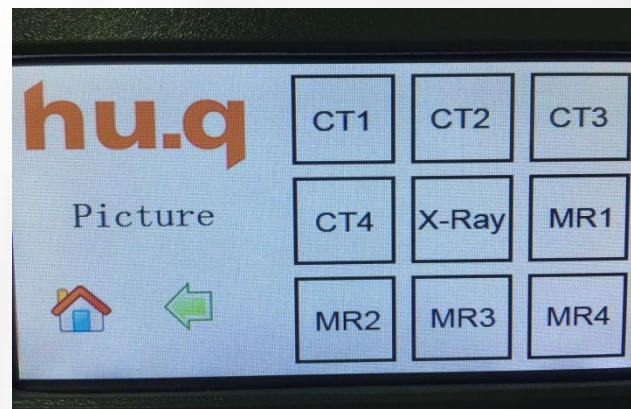 hu.q
Picture
CT1 CT2 CT3
CT4 X-Ray MR1
MR2 MR3 MR4